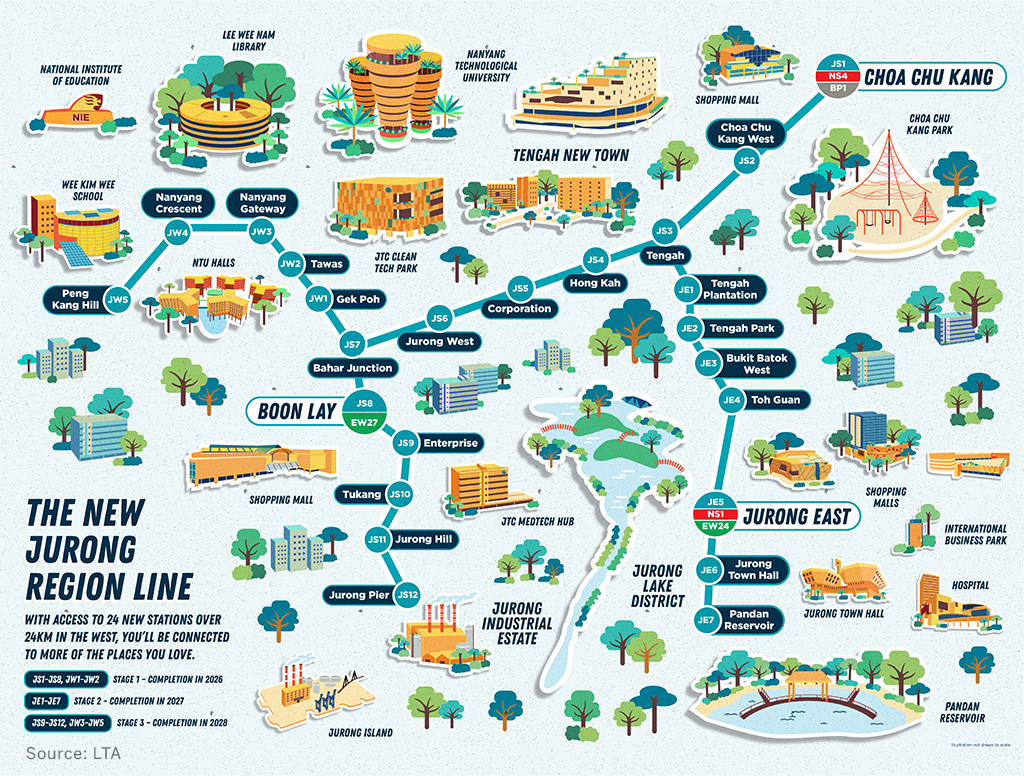 LEE WEE NAM
LIBRARY
NATIONAL INSTITUTE
OF EDUCATION
NIE
NANYANG
TECHNOLOGICAL
UNIVERSITY
SHOPPING MALL
JS1
NS4
BP1
CHOA CHU KANG
CHOA CHU
KANG PARK
Choa Chu
Kang West
JS2
TENGAH NEW TOWN
WEE KIM WEE
SCHOOL
Nanyang
Crescent
Nanyang
Gateway
JW4
JW3
JS3
Tengah
JTC CLEAN
TECH PARK
NTU HALLS
JW2
Tawas
JS4
Hong Kah
Peng
Kang Hill
JW5
JW1
Gek Poh
JS5
Corporation
JE1
Tengah
Plantation
JS6
Jurong West
JE2
Tengah Park
JS7
Bahar Junction
JE3
Bukit Batok
West
BOON LAY
JS8
EW27
JE4
Toh Guan
JS9
Enterprise
SHOPPING MALL
Tukang
JS10
JTC MEDTECH HUB
SHOPPING
MALLS
JE5
NS1
EW24
JURONG EAST
INTERNATIONAL
BUSINESS PARK
JS11
Jurong Hill
JURONG
LAKE
DISTRICT
JE6
Jurong
Town Hall
JURONG TOWN HALL
HOSPITAL
Jurong Pier
JS12
JURONG
INDUSTRIAL
ESTATE
JE7
Pandan
Reservoir
JURONG ISLAND
PANDAN
RESERVOIR
THE NEW
JURONG
REGION LINE
WITH ACCESS TO 24 NEW STATIONS OVER
24KM IN THE WEST, YOU'LL BE CONNECTED
TO MORE OF THE PLACES YOU LOVE.
JS1-JS8, JW1-JW2 STAGE 1 – COMPLETION IN 2026
JE1-JE7 STAGE 2 – COMPLETION IN 2027
JS9-JS12, JW3-JW5 STAGE 3 – COMPLETION IN 2028
Illustration not drawn to scale
Source: LTA